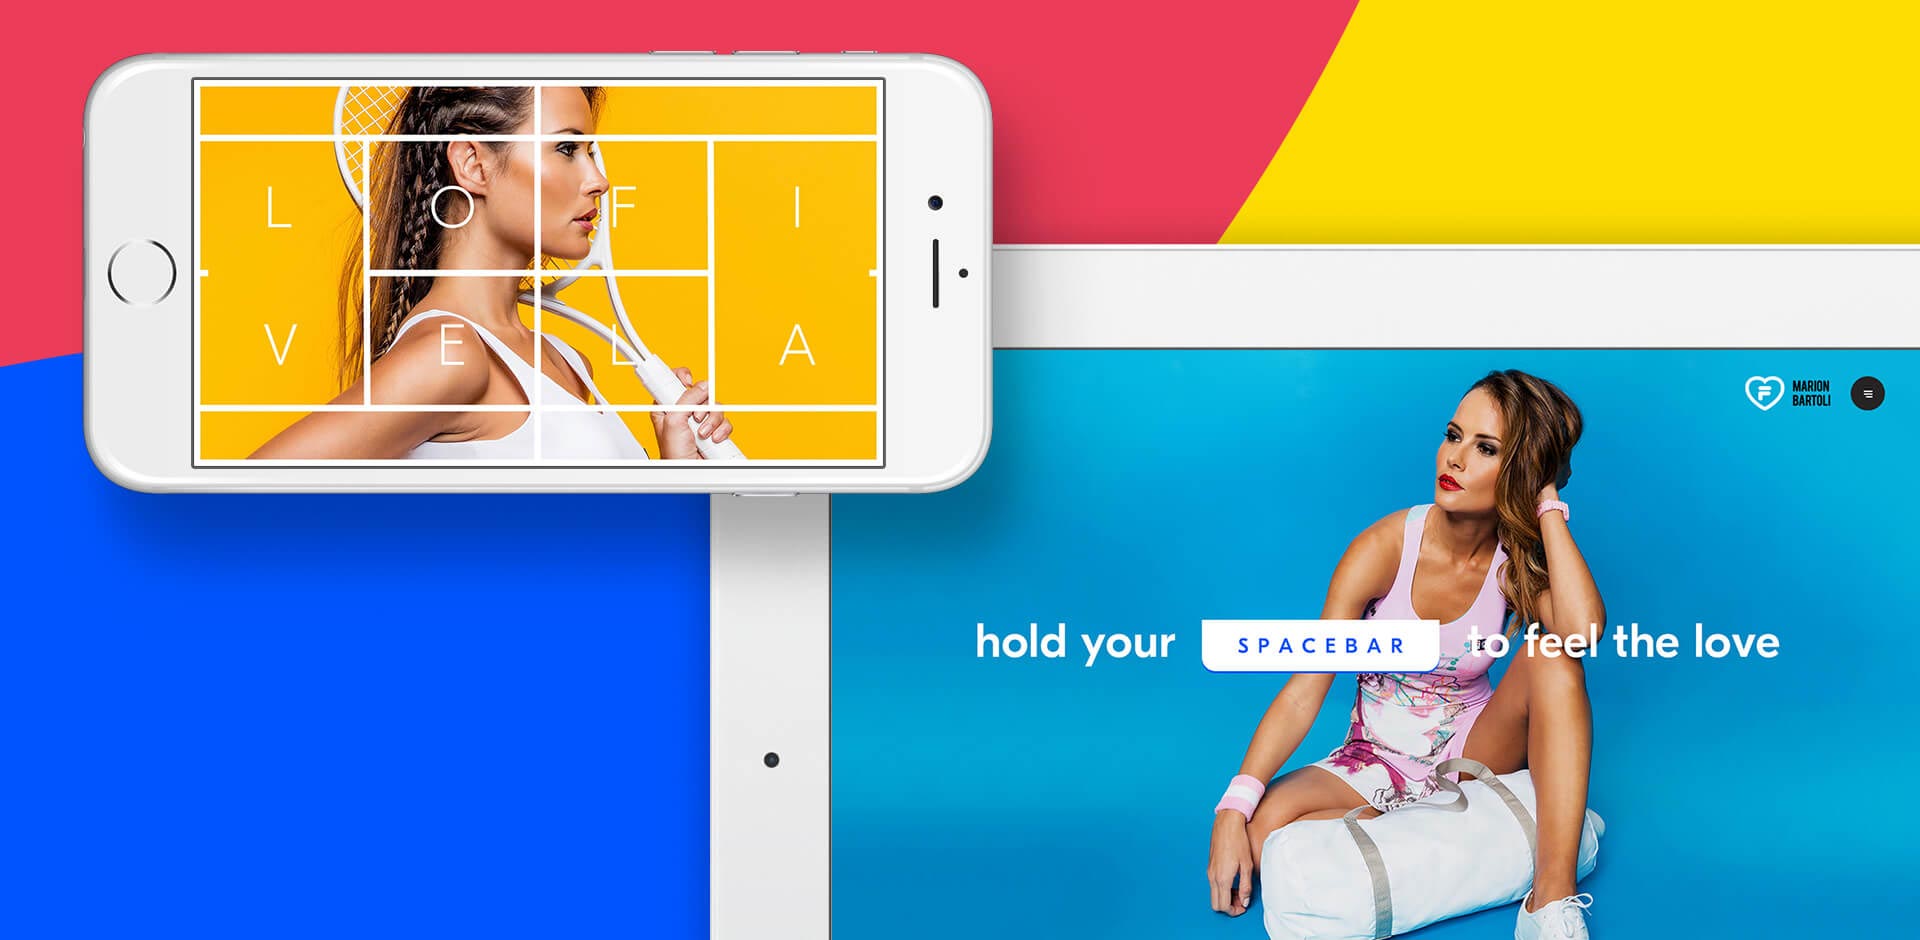 L O F I
V E L A
F MARION
BARTOLI
hold your SPACEBAR to feel the love